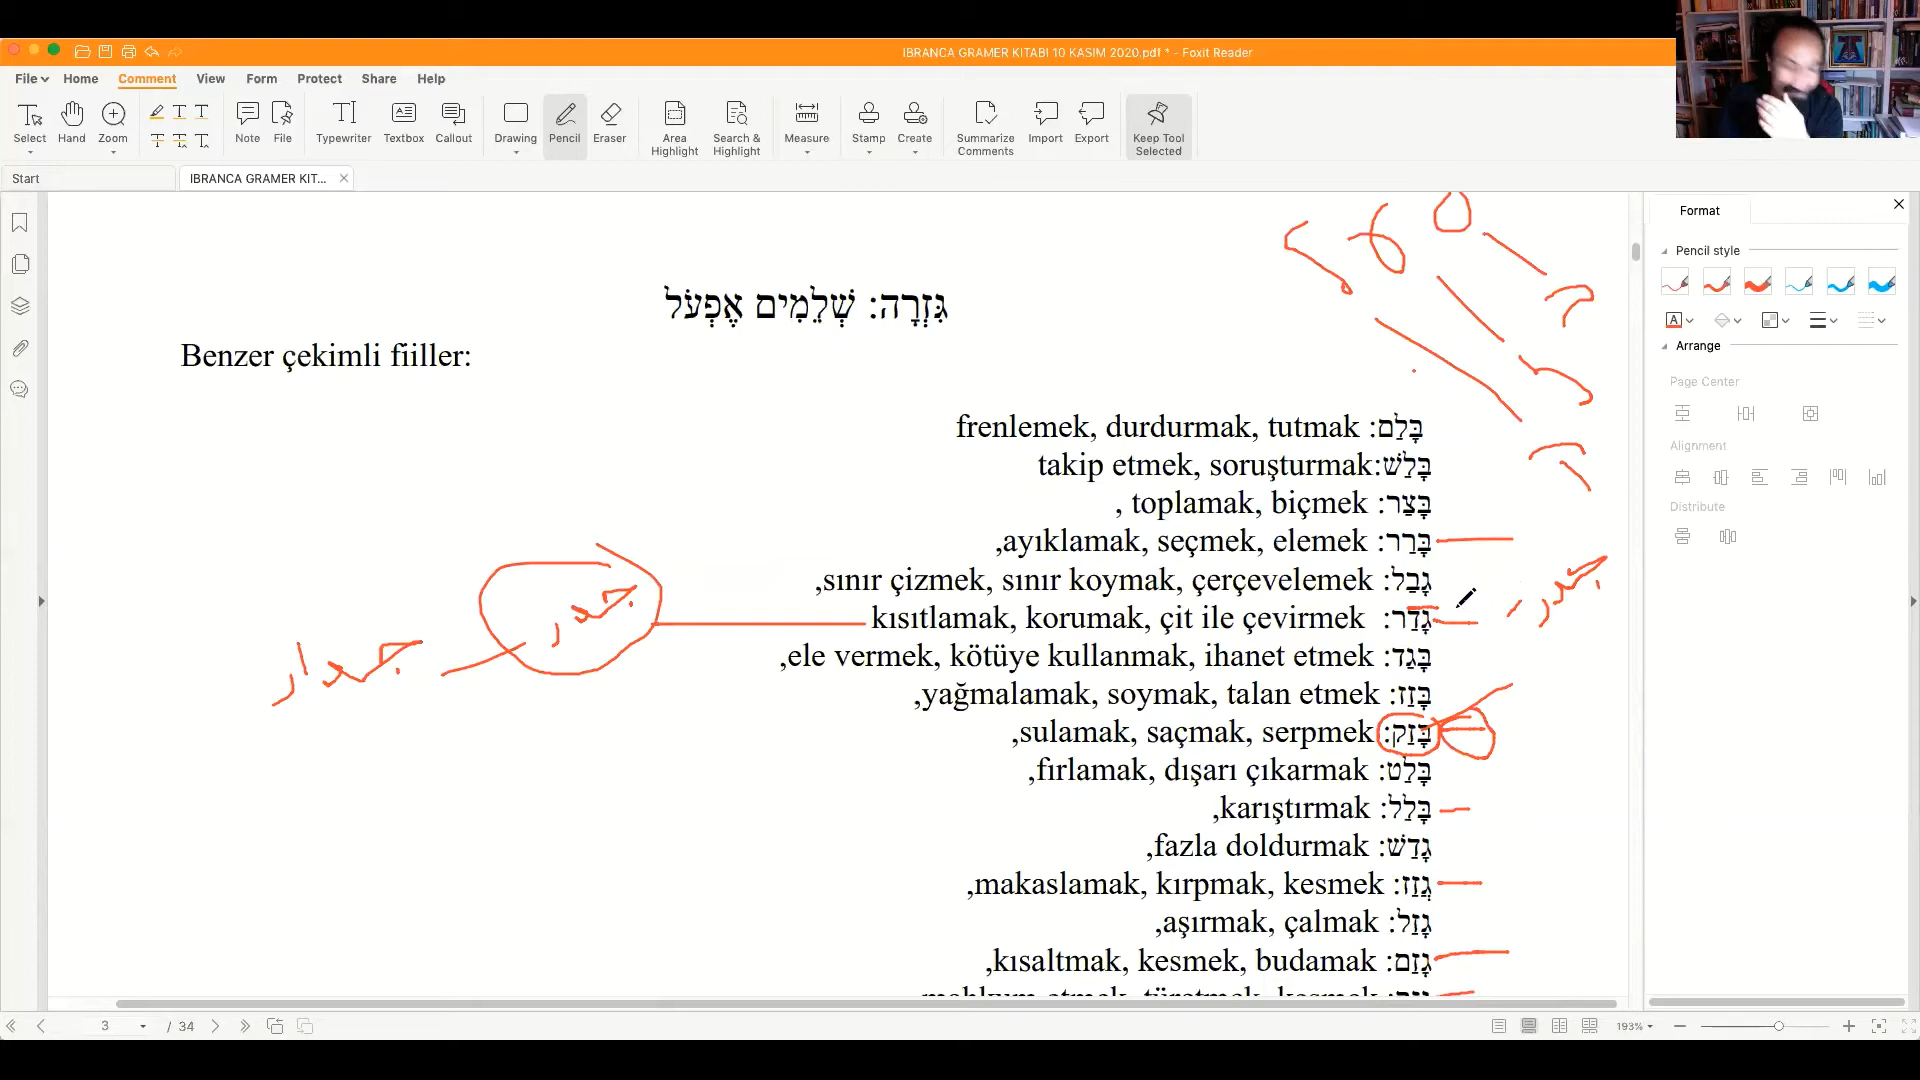 IBRANCA GRAMER KITABI 10 KASIM 2020.pdf * - Foxit Reader
File Home Comment View Form Protect Share Help
Select Hand Zoom Note File Typewriter Textbox Callout Drawing Pencil Eraser Area Highlight Search & Highlight Measure Stamp Create Summarize Comments Import Export Keep Tool Selected
Start IBRANCA GRAMER KIT...
Format
Pencil style
Arrange
Page Center
Alignment
Distribute
גִּזְרָה: שְׁלֵמִים אֶפְעֹל
Benzer çekimli fiiller:
בָּלַם: frenlemek, durdurmak, tutmak
בָּלַשׁ: takip etmek, soruşturmak
בָּצַר: toplamak, biçmek ,
בָּרַר: ayıklamak, seçmek, elemek,
גָבַל: sınır çizmek, sınır koymak, çerçevelemek,
גָדַר: kısıtlamak, korumak, çit ile çevirmek
جدر
جدر
جدار
בָּגַד: ele vermek, kötüye kullanmak, ihanet etmek,
בָּזַז: yağmalamak, soymak, talan etmek,
בָּזַק: sulamak, saçmak, serpmek,
בָּלַט: fırlamak, dışarı çıkarmak,
בָּלַל: karıştırmak,
גָדַשׁ: fazla doldurmak,
גָזַז: makaslamak, kırpmak, kesmek,
גָזַל: aşırmak, çalmak,
גָזַם: kısaltmak, kesmek, budamak,
3 / 34
193%